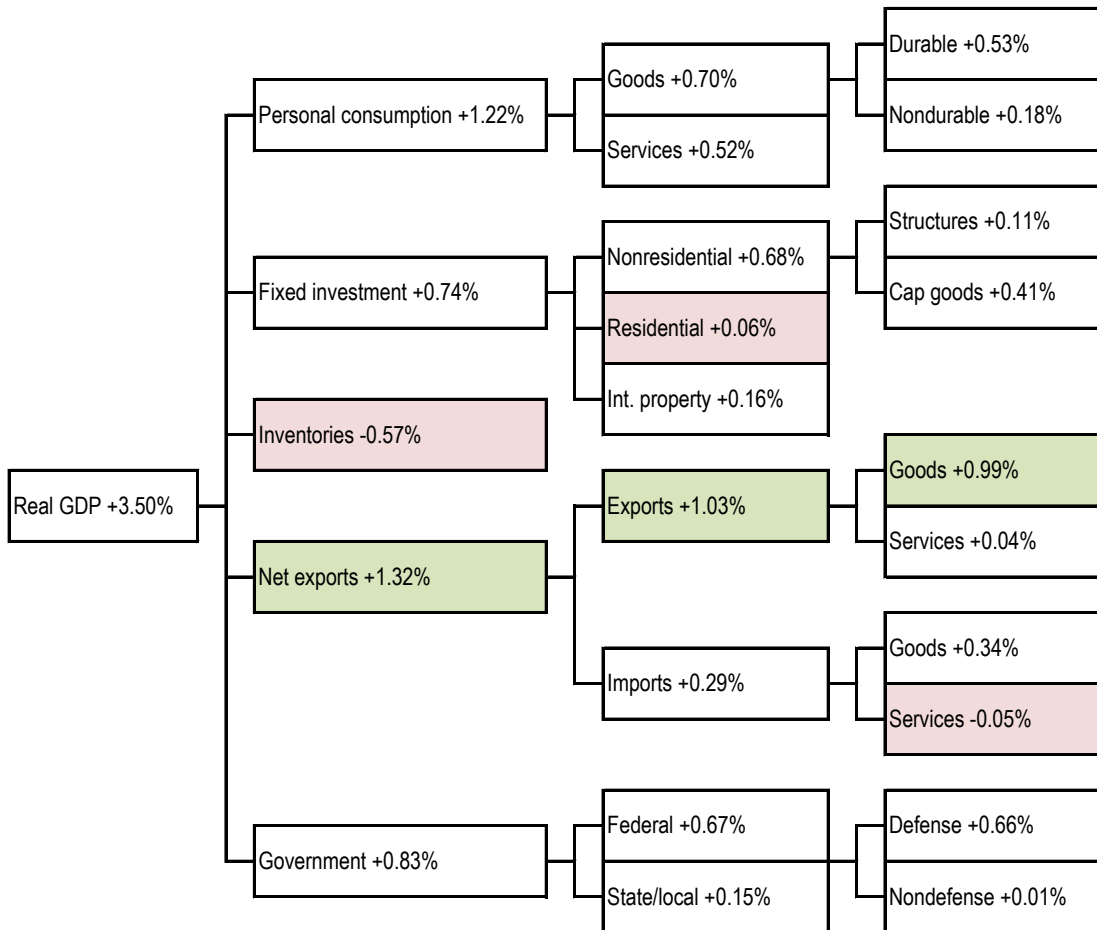 Real GDP +3.50%
Personal consumption +1.22%
Goods +0.70%
Durable +0.53%
Nondurable +0.18%
Services +0.52%
Fixed investment +0.74%
Nonresidential +0.68%
Structures +0.11%
Cap goods +0.41%
Residential +0.06%
Int. property +0.16%
Inventories -0.57%
Net exports +1.32%
Exports +1.03%
Goods +0.99%
Services +0.04%
Imports +0.29%
Goods +0.34%
Services -0.05%
Government +0.83%
Federal +0.67%
Defense +0.66%
Nondefense +0.01%
State/local +0.15%